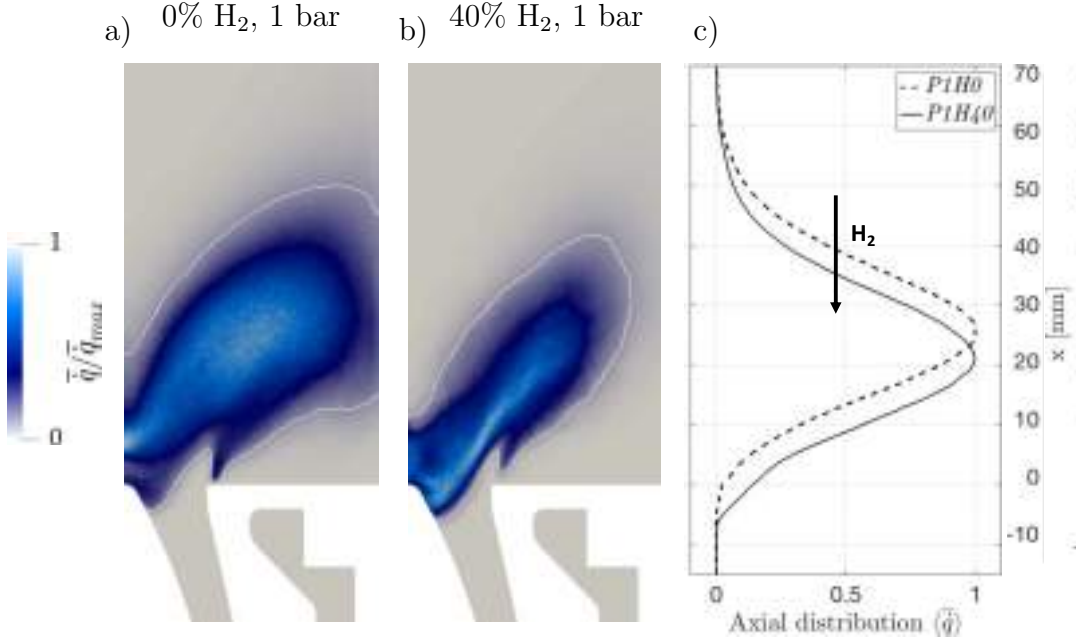 a) 0% H₂, 1 bar
b) 40% H₂, 1 bar
c)
1
0
q̇/q̇max
P1H0
P1H40
H₂
70
60
50
40
30
20
10
0
-10
x [mm]
0 0.5 1
Axial distribution ⟨q̇⟩